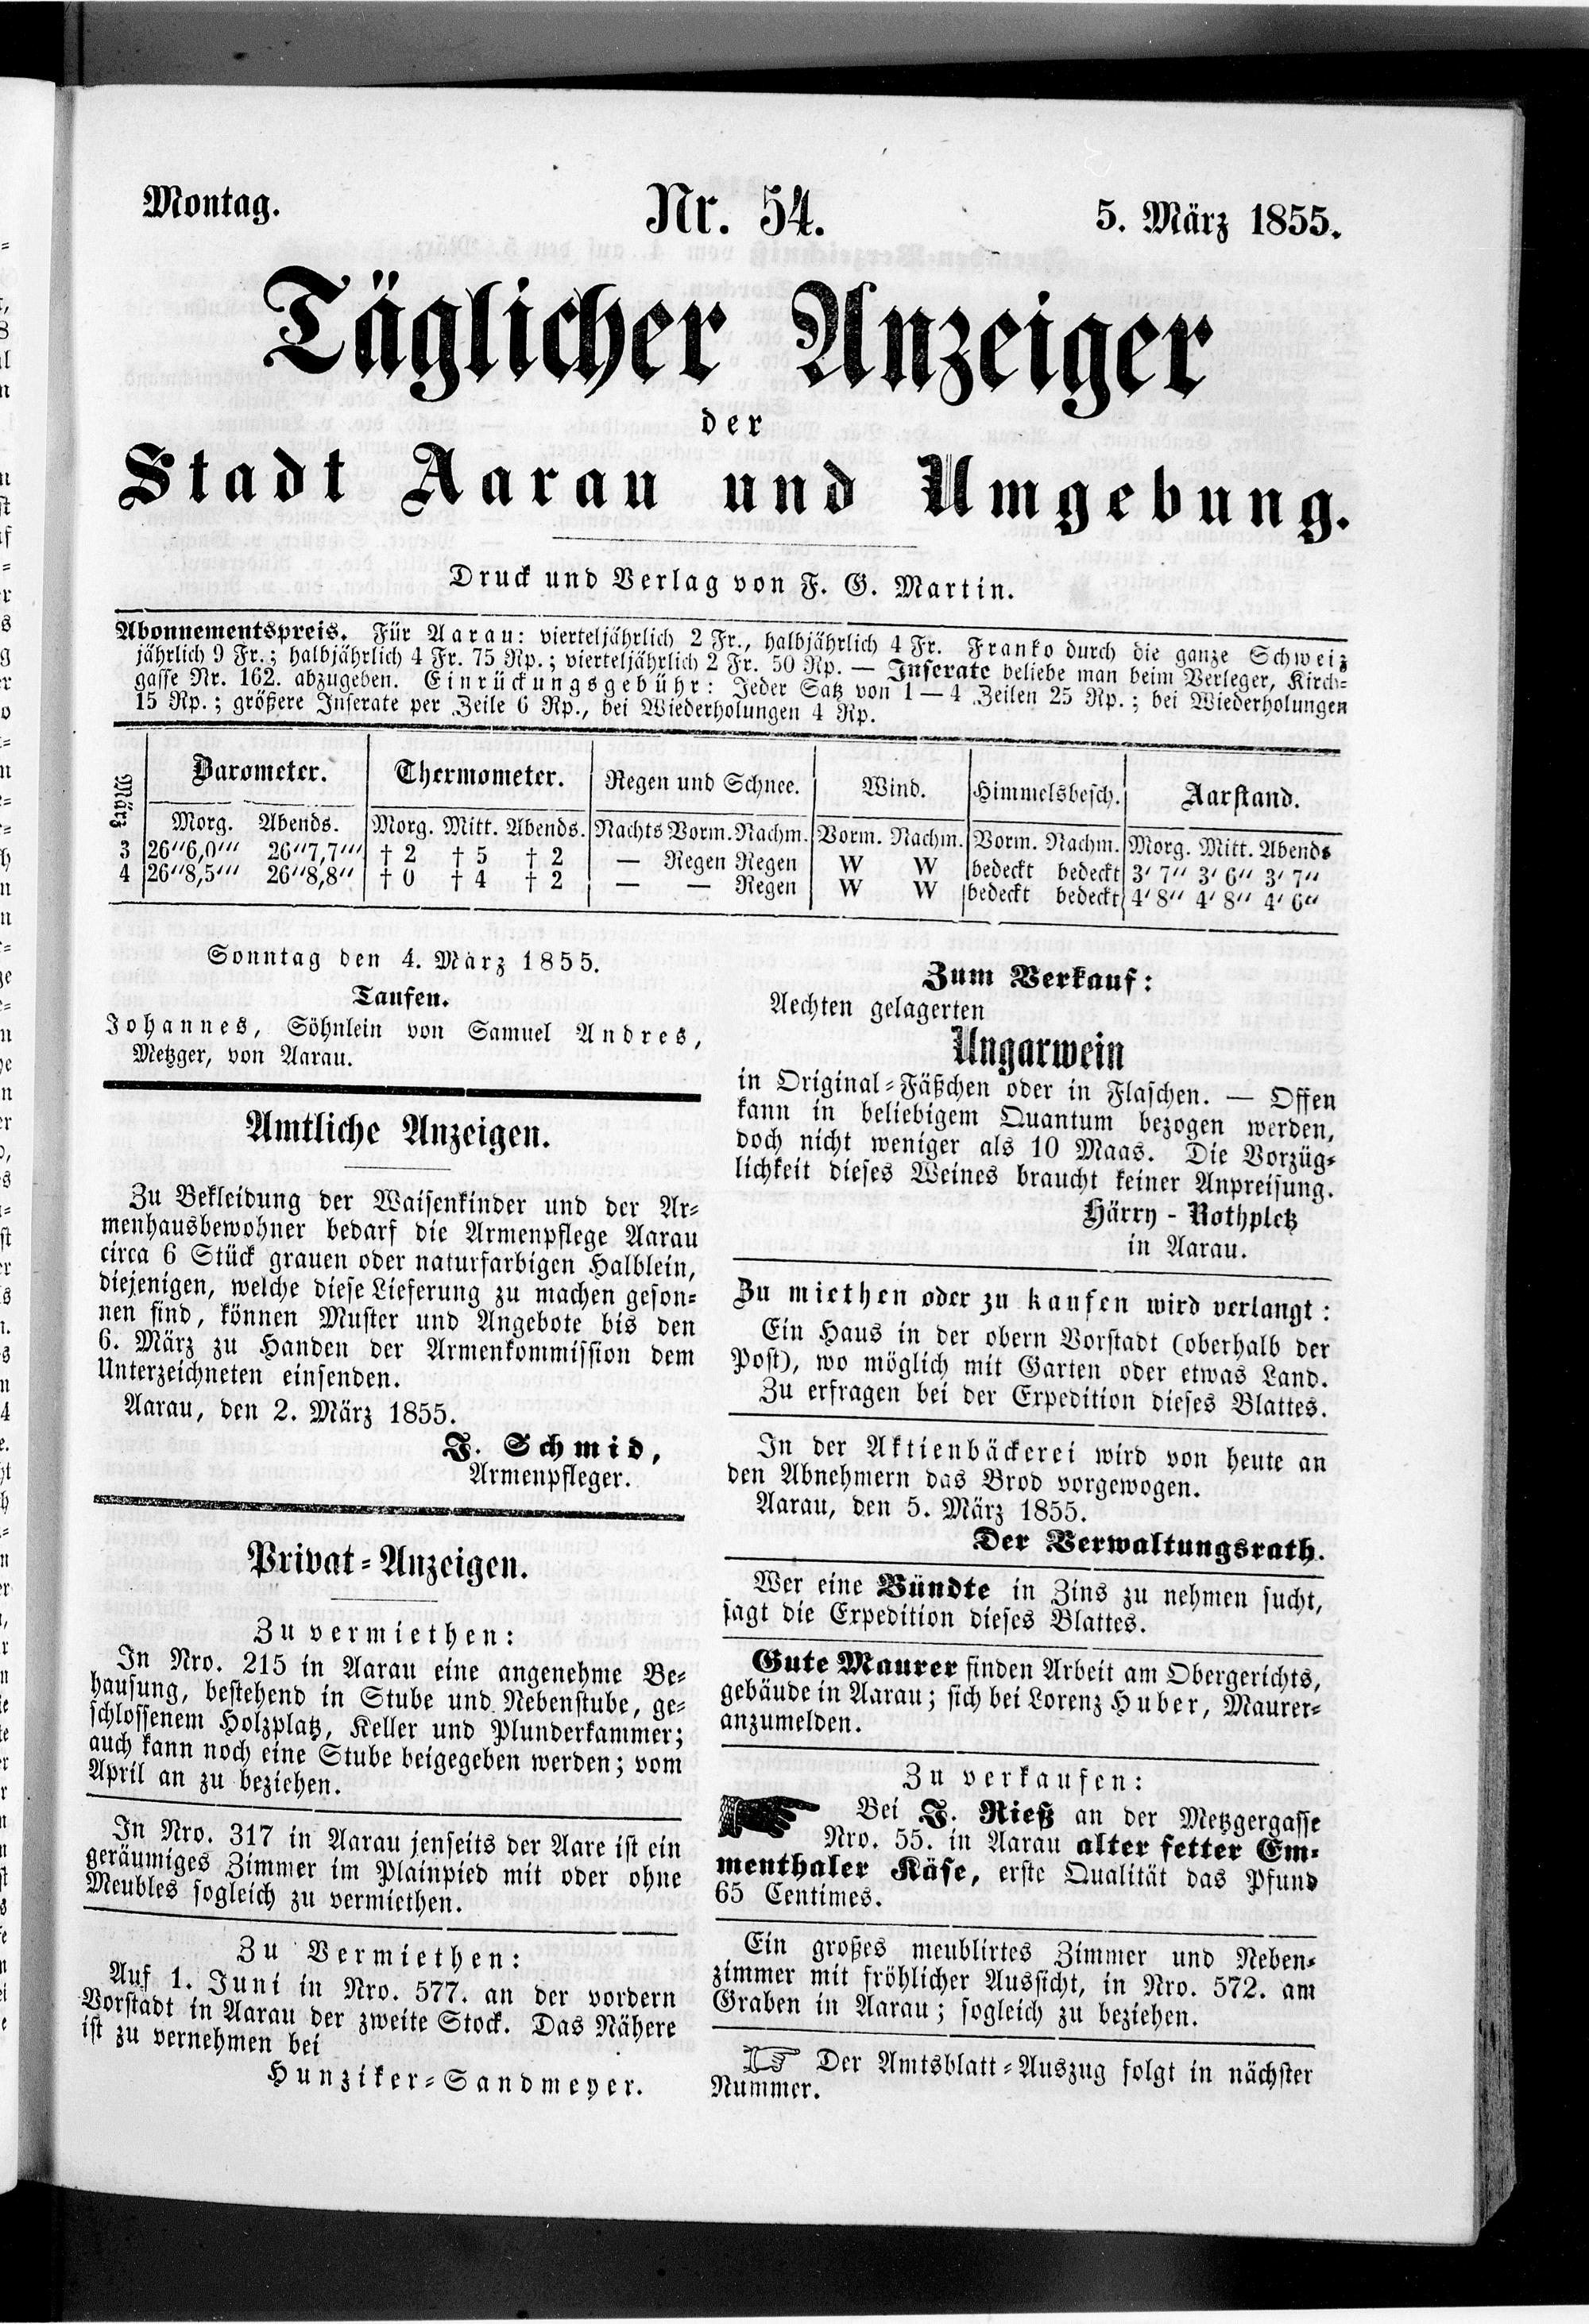 Montag.
Nr. 54.
5. März 1855.
Täglicher Anzeiger
der
Stadt Aarau und Umgebung.
Druck und Verlag von F. G. Martin.
Abonnementspreis. Für Aarau: vierteljährlich 2 Fr., halbjährlich 4 Fr. Franko durch die ganze Schweiz
jährlich 9 Fr.; halbjährlich 4 Fr. 75 Rp.; vierteljährlich 2 Fr. 50 Rp. — Inserate beliebe man beim Verleger, Kirch-
gasse Nr. 162. abzugeben. Einrückungsgebühr: Jeder Satz von 1—4 Zeilen 25 Rp.; bei Wiederholungen
15 Rp.; größere Inserate per Zeile 6 Rp., bei Wiederholungen 4 Rp.
März Barometer. Thermometer. Regen und Schnee. Wind. Himmelsbesch. Aarstand.
Morg. Abends. Morg. Mitt. Abends. Nachts Vorm. Nachm. Vorm. Nachm. Vorm. Nachm. Morg. Mitt. Abends
3 26"6,0"' 26"7,7"' † 2 † 5 † 2 — Regen Regen W W bedeckt bedeckt 3' 7" 3' 6" 3' 7"
4 26"8,5"' 26"8,8" † 0 † 4 † 2 — — Regen W W bedeckt bedeckt 4' 8" 4' 8" 4' 6"
Sonntag den 4. März 1855.
Taufen.
Johannes, Söhnlein von Samuel Andres,
Metzger, von Aarau.
Amtliche Anzeigen.
Zu Bekleidung der Waisenkinder und der Ar-
menhausbewohner bedarf die Armenpflege Aarau
circa 6 Stück grauen oder naturfarbigen Halblein,
diejenigen, welche diese Lieferung zu machen geson-
nen sind, können Muster und Angebote bis den
6. März zu Handen der Armenkommission dem
Unterzeichneten einsenden.
Aarau, den 2. März 1855.
J. Schmid,
Armenpfleger.
Privat-Anzeigen.
Zu vermiethen:
In Nro. 215 in Aarau eine angenehme Be-
hausung, bestehend in Stube und Nebenstube, ge-
schlossenem Holzplatz, Keller und Plunderkammer;
auch kann noch eine Stube beigegeben werden; vom
April an zu beziehen.
In Nro. 317 in Aarau jenseits der Aare ist ein
geräumiges Zimmer im Plainpied mit oder ohne
Meubles sogleich zu vermiethen.
Zu Vermiethen:
Auf 1. Juni in Nro. 577. an der vordern
Vorstadt in Aarau der zweite Stock. Das Nähere
ist zu vernehmen bei
Hunziker-Sandmeyer.
Zum Verkauf:
Aechten gelagerten
Ungarwein
in Original-Fäßchen oder in Flaschen. — Offen
kann in beliebigem Quantum bezogen werden,
doch nicht weniger als 10 Maas. Die Vorzüg-
lichkeit dieses Weines braucht keiner Anpreisung.
Härry-Rothpletz
in Aarau.
Zu miethen oder zu kaufen wird verlangt:
Ein Haus in der obern Vorstadt (oberhalb der
Post), wo möglich mit Garten oder etwas Land.
Zu erfragen bei der Expedition dieses Blattes.
In der Aktienbäckerei wird von heute an
den Abnehmern das Brod vorgewogen.
Aarau, den 5. März 1855.
Der Verwaltungsrath.
Wer eine Bündte in Zins zu nehmen sucht,
sagt die Expedition dieses Blattes.
Gute Maurer finden Arbeit am Obergerichts,
gebäude in Aarau; sich bei Lorenz Huber, Maurer-
anzumelden.
Zu verkaufen:
Bei J. Rieß an der Metzgergasse
Nro. 55. in Aarau alter fetter Em-
menthaler Käse, erste Qualität das Pfund
65 Centimes.
Ein großes meublirtes Zimmer und Neben-
zimmer mit fröhlicher Aussicht, in Nro. 572. am
Graben in Aarau; sogleich zu beziehen.
Der Amtsblatt-Auszug folgt in nächster
Nummer.